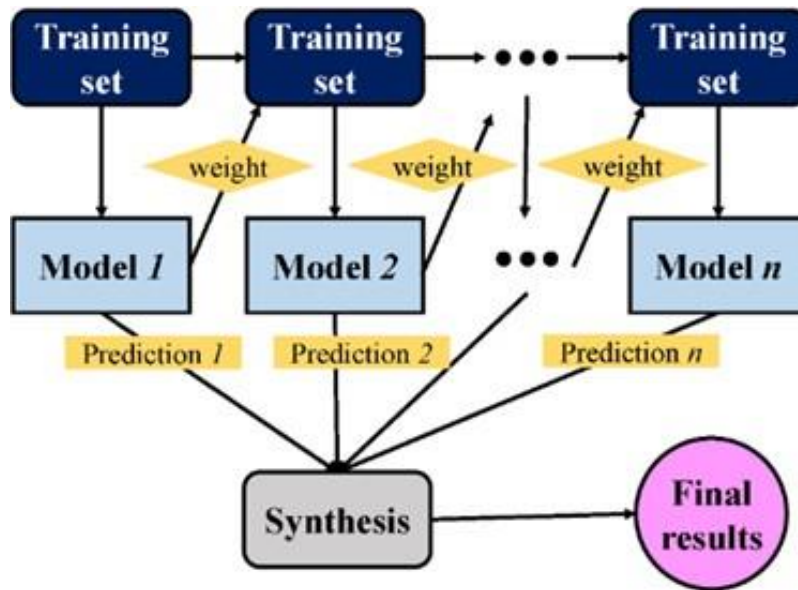 Training
set
Training
set
Training
set
weight
weight
weight
Model 1
Model 2
Model n
Prediction 1
Prediction 2
Prediction n
Synthesis
Final
results